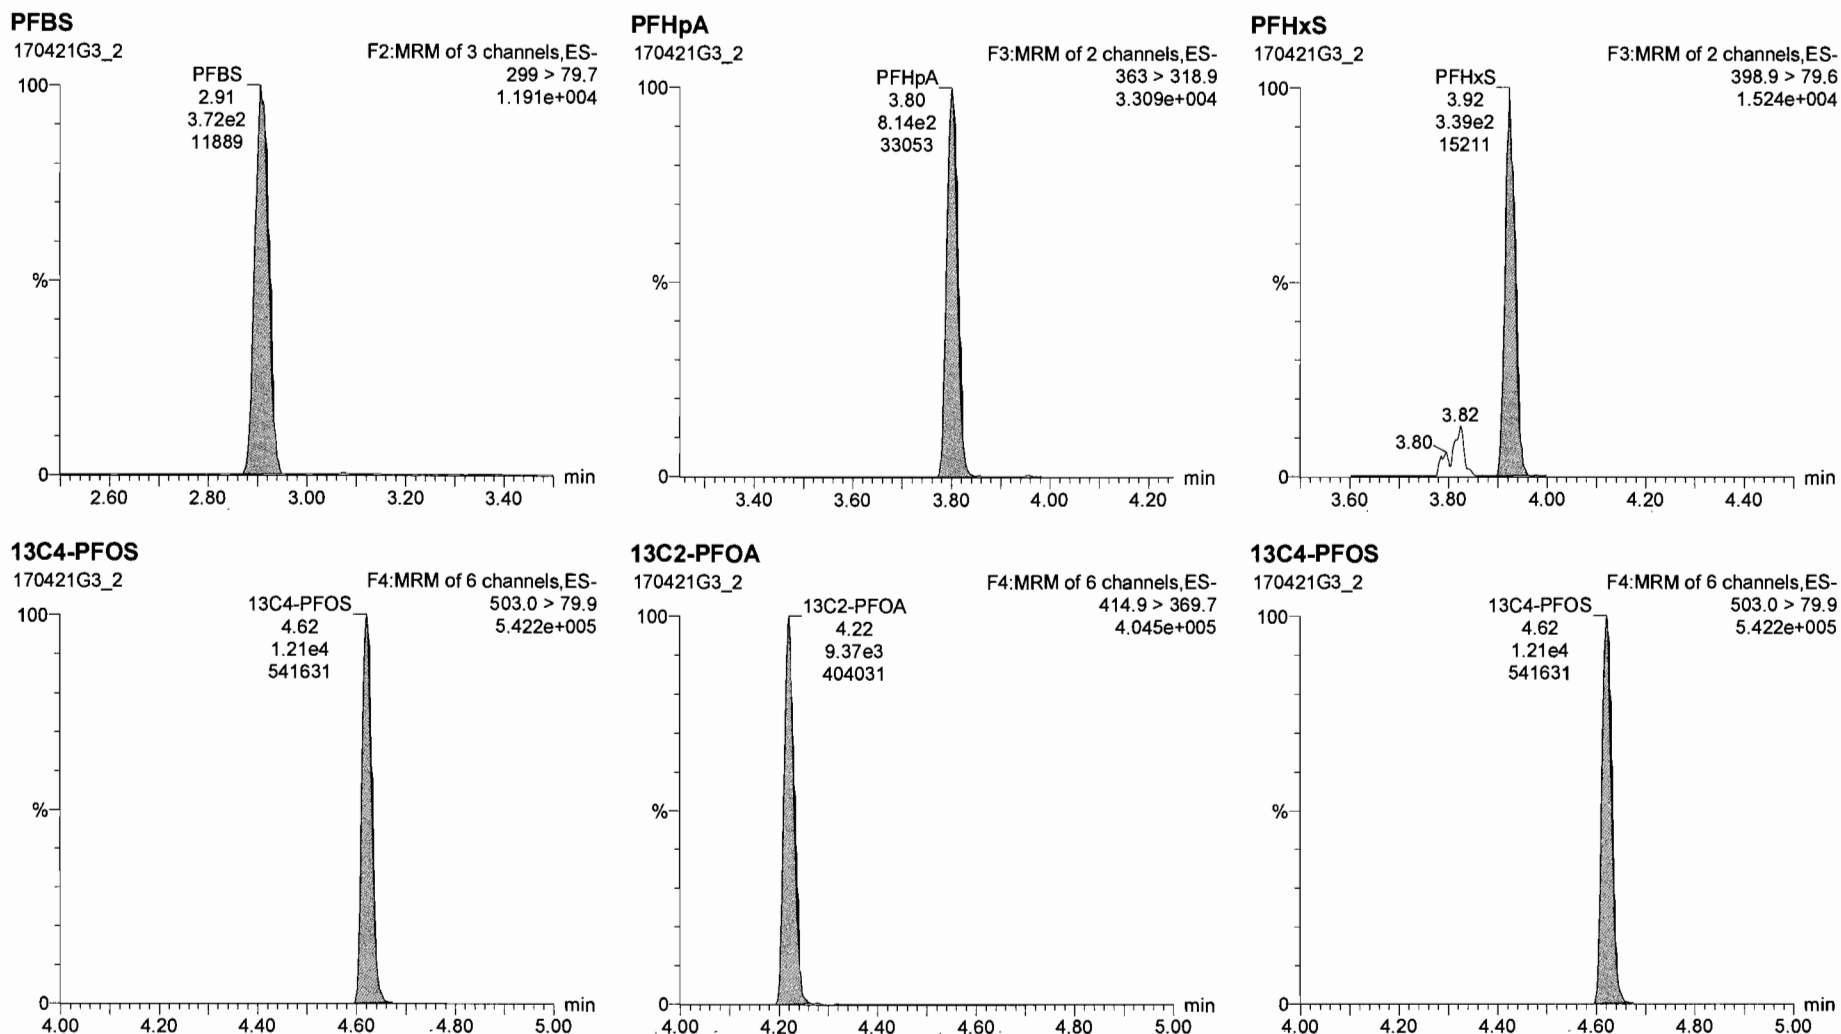 PFBS
170421G3_2
F2:MRM of 3 channels,ES-
299 > 79.7
1.191e+004
PFBS
2.91
3.72e2
11889
100
%
0
2.60 2.80 3.00 3.20 3.40
min
PFHpA
170421G3_2
F3:MRM of 2 channels,ES-
363 > 318.9
3.309e+004
PFHpA
3.80
8.14e2
33053
100
%
0
3.40 3.60 3.80 4.00 4.20
min
PFHxS
170421G3_2
F3:MRM of 2 channels,ES-
398.9 > 79.6
1.524e+004
PFHxS
3.92
3.39e2
15211
100
%
3.82
3.80
0
3.60 3.80 4.00 4.20 4.40
min
13C4-PFOS
170421G3_2
F4:MRM of 6 channels,ES-
503.0 > 79.9
5.422e+005
13C4-PFOS
4.62
1.21e4
541631
100
%
0
4.00 4.20 4.40 4.60 4.80 5.00
min
13C2-PFOA
170421G3_2
F4:MRM of 6 channels,ES-
414.9 > 369.7
4.045e+005
13C2-PFOA
4.22
9.37e3
404031
100
%
0
4.00 4.20 4.40 4.60 4.80 5.00
min
13C4-PFOS
170421G3_2
F4:MRM of 6 channels,ES-
503.0 > 79.9
5.422e+005
13C4-PFOS
4.62
1.21e4
541631
100
%
0
4.00 4.20 4.40 4.60 4.80 5.00
min